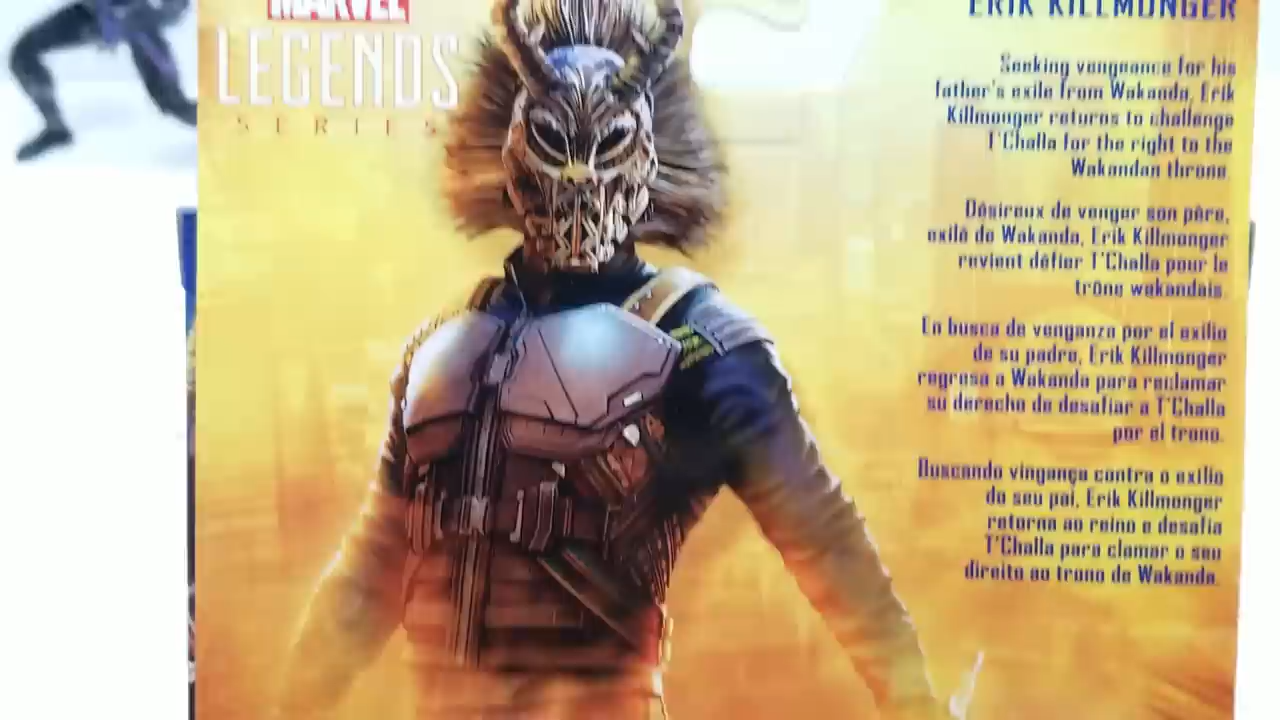 MARVEL
LEGENDS
SERIES
ERIK KILLMONGER
Seeking vengeance for his
father's exile from Wakanda, Erik
Killmonger returns to challenge
T'Challa for the right to the
Wakandan throne.
Désireux de venger son père,
exilé de Wakanda, Erik Killmonger
revient défier T'Challa pour le
trône wakandais.
En busca de venganza por el exilio
de su padre, Erik Killmonger
regresa a Wakanda para reclamar
su derecho de desafiar a T'Challa
por el trono.
Buscando vingança contra o exílio
do seu pai, Erik Killmonger
retorna ao reino e desafia
T'Challa para clamar o seu
direito ao trono de Wakanda.